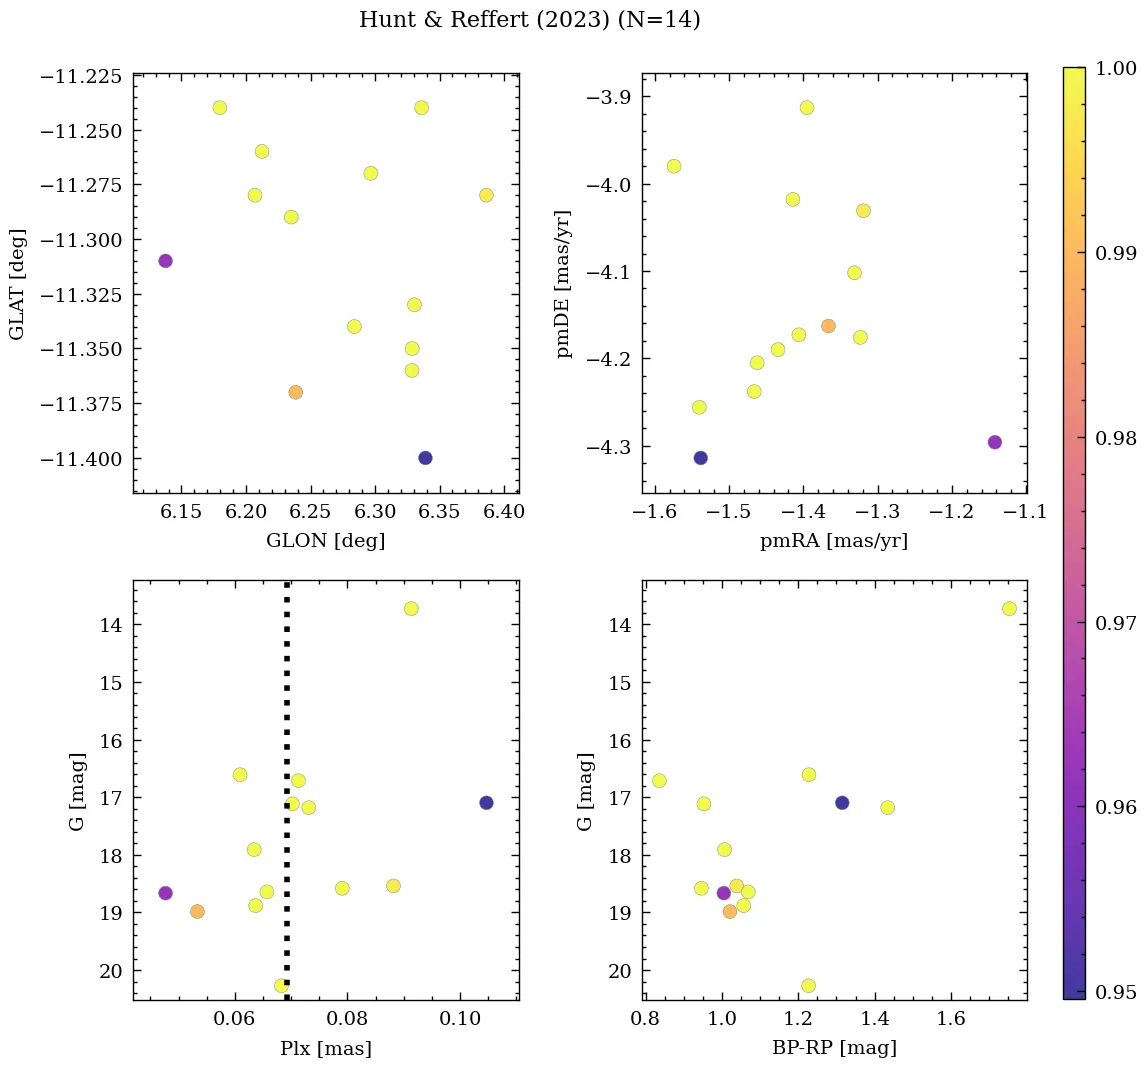 Hunt & Reffert (2023) (N=14)
−11.225
−11.250
−11.275
−11.300
−11.325
−11.350
−11.375
−11.400
GLAT [deg]
6.15 6.20 6.25 6.30 6.35 6.40
GLON [deg]
−3.9
−4.0
−4.1
−4.2
−4.3
pmDE [mas/yr]
−1.6 −1.5 −1.4 −1.3 −1.2 −1.1
pmRA [mas/yr]
14
15
16
17
18
19
20
G [mag]
0.06 0.08 0.10
Plx [mas]
14
15
16
17
18
19
20
G [mag]
0.8 1.0 1.2 1.4 1.6
BP-RP [mag]
1.00
0.99
0.98
0.97
0.96
0.95